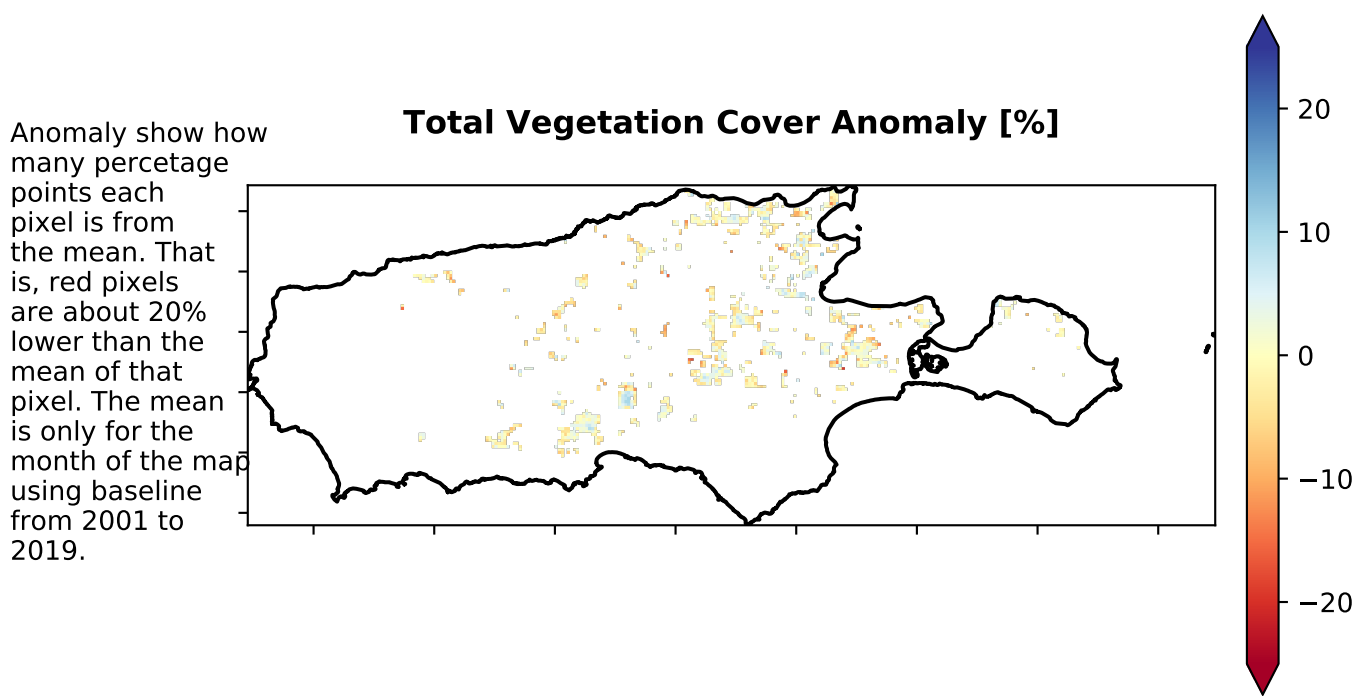 Total Vegetation Cover Anomaly [%]
Anomaly show how
many percetage
points each
pixel is from
the mean. That
is, red pixels
are about 20%
lower than the
mean of that
pixel. The mean
is only for the
month of the map
using baseline
from 2001 to
2019.
20
10
0
−10
−20